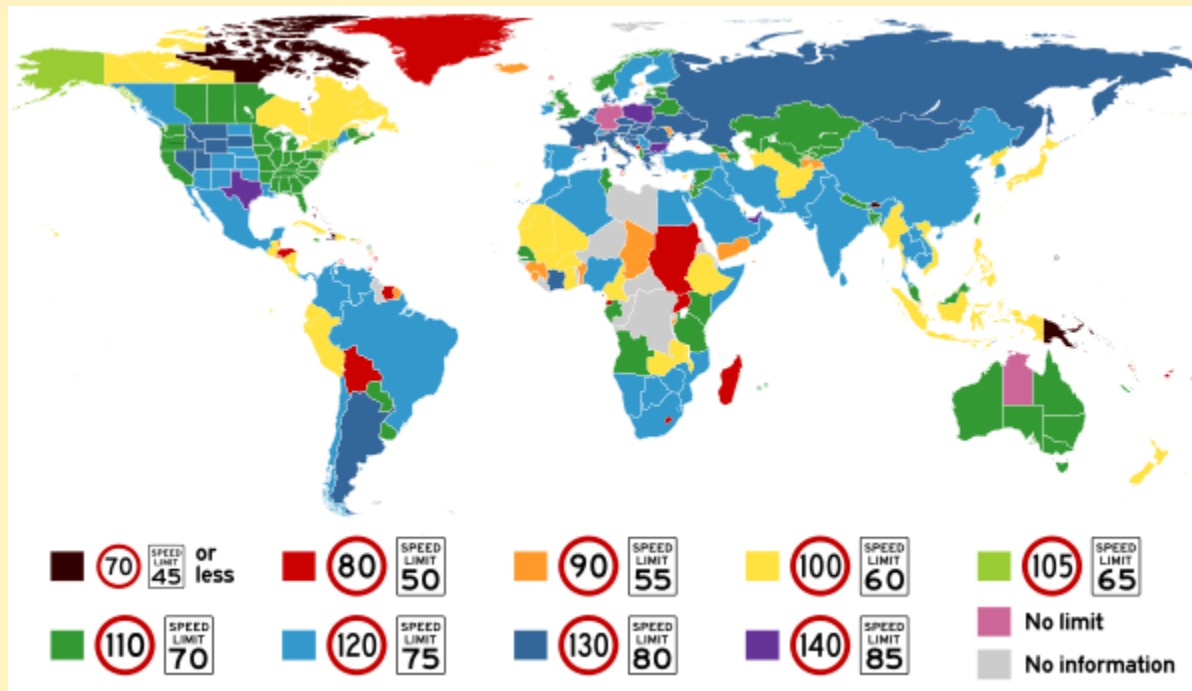 70 SPEED LIMIT 45 or less
80 SPEED LIMIT 50
90 SPEED LIMIT 55
100 SPEED LIMIT 60
105 SPEED LIMIT 65
110 SPEED LIMIT 70
120 SPEED LIMIT 75
130 SPEED LIMIT 80
140 SPEED LIMIT 85
No limit
No information